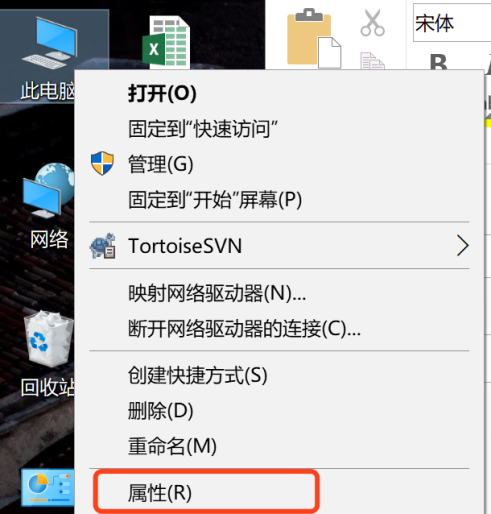 宋体
B
此电脑
打开(O)
固定到“快速访问”
管理(G)
固定到“开始”屏幕(P)
网络
TortoiseSVN
映射网络驱动器(N)...
断开网络驱动器的连接(C)...
回收站
创建快捷方式(S)
删除(D)
重命名(M)
属性(R)